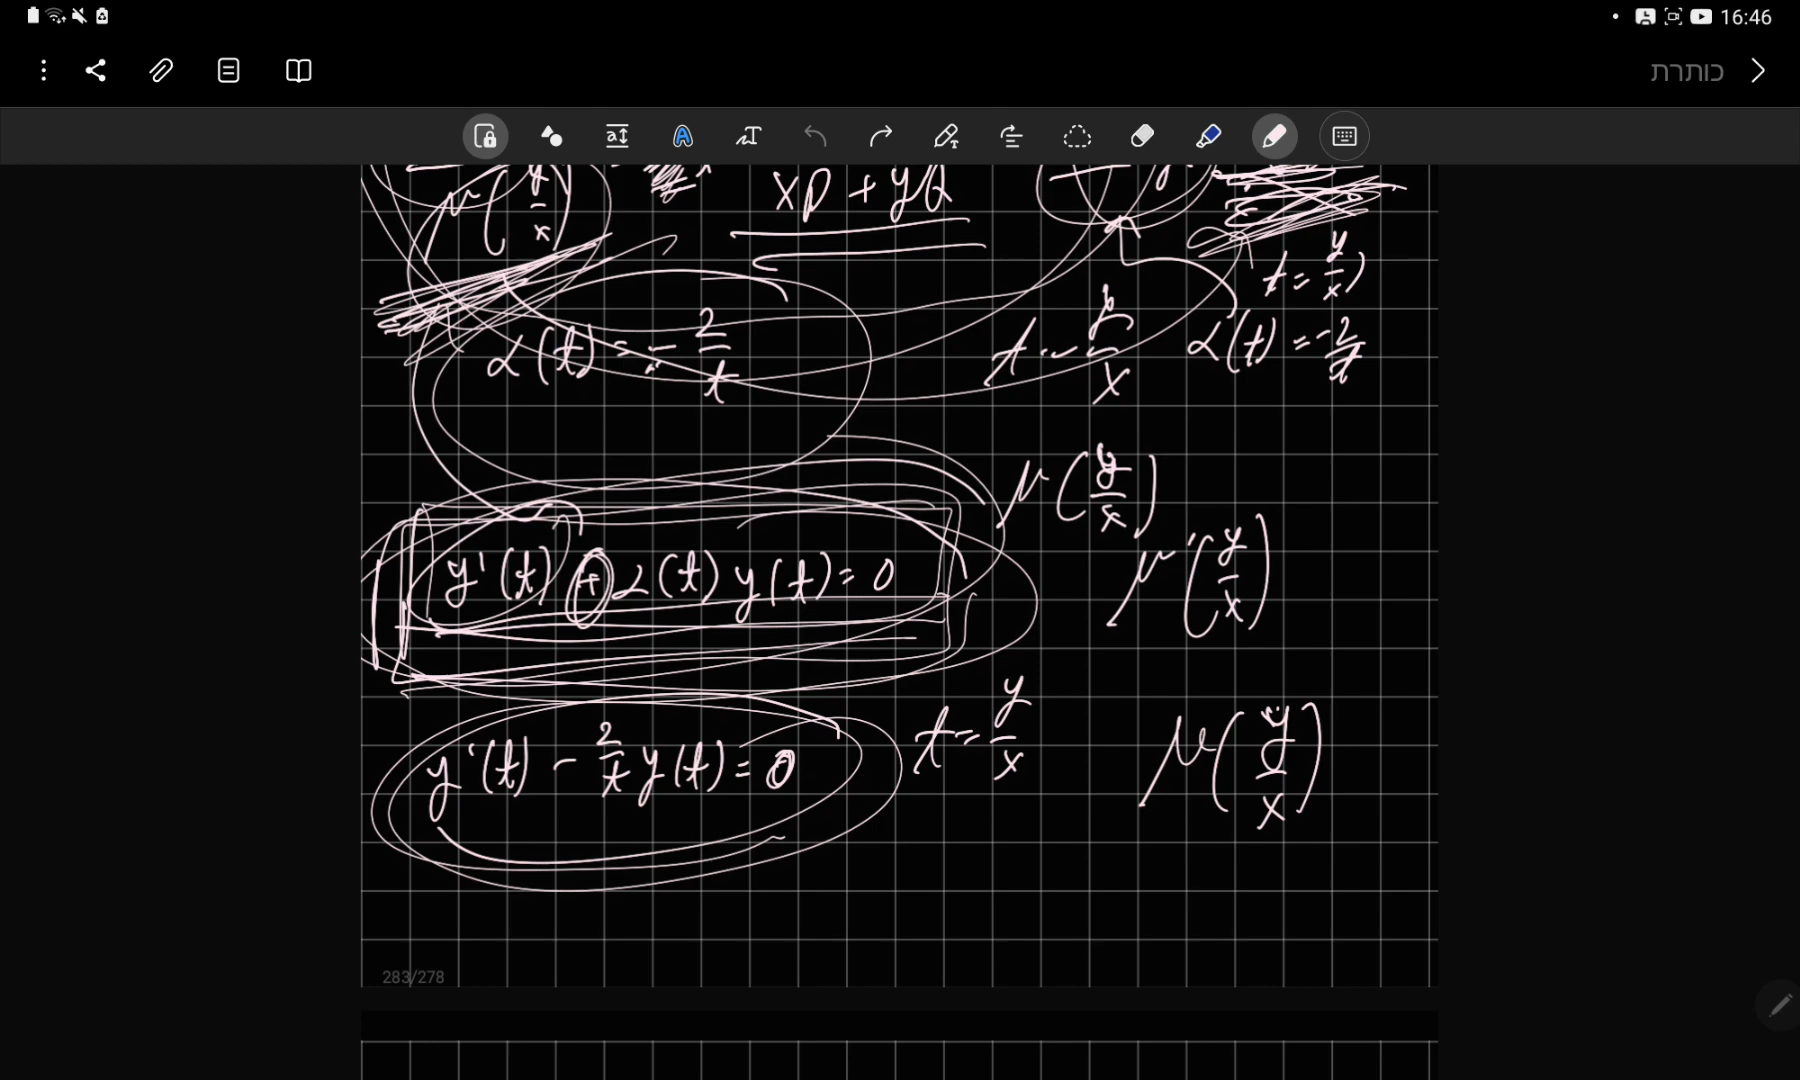 16:46
כותרת
μ(y/x)
xP + yQ
t = y/x
α(t) = -2/t
t = y/x
α(t) = -2/t
μ(y/x)
y'(t) + α(t) y(t) = 0
μ'(y/x)
y'(t) - 2/t y(t) = 0
t = y/x
μ(y/x)
283/278